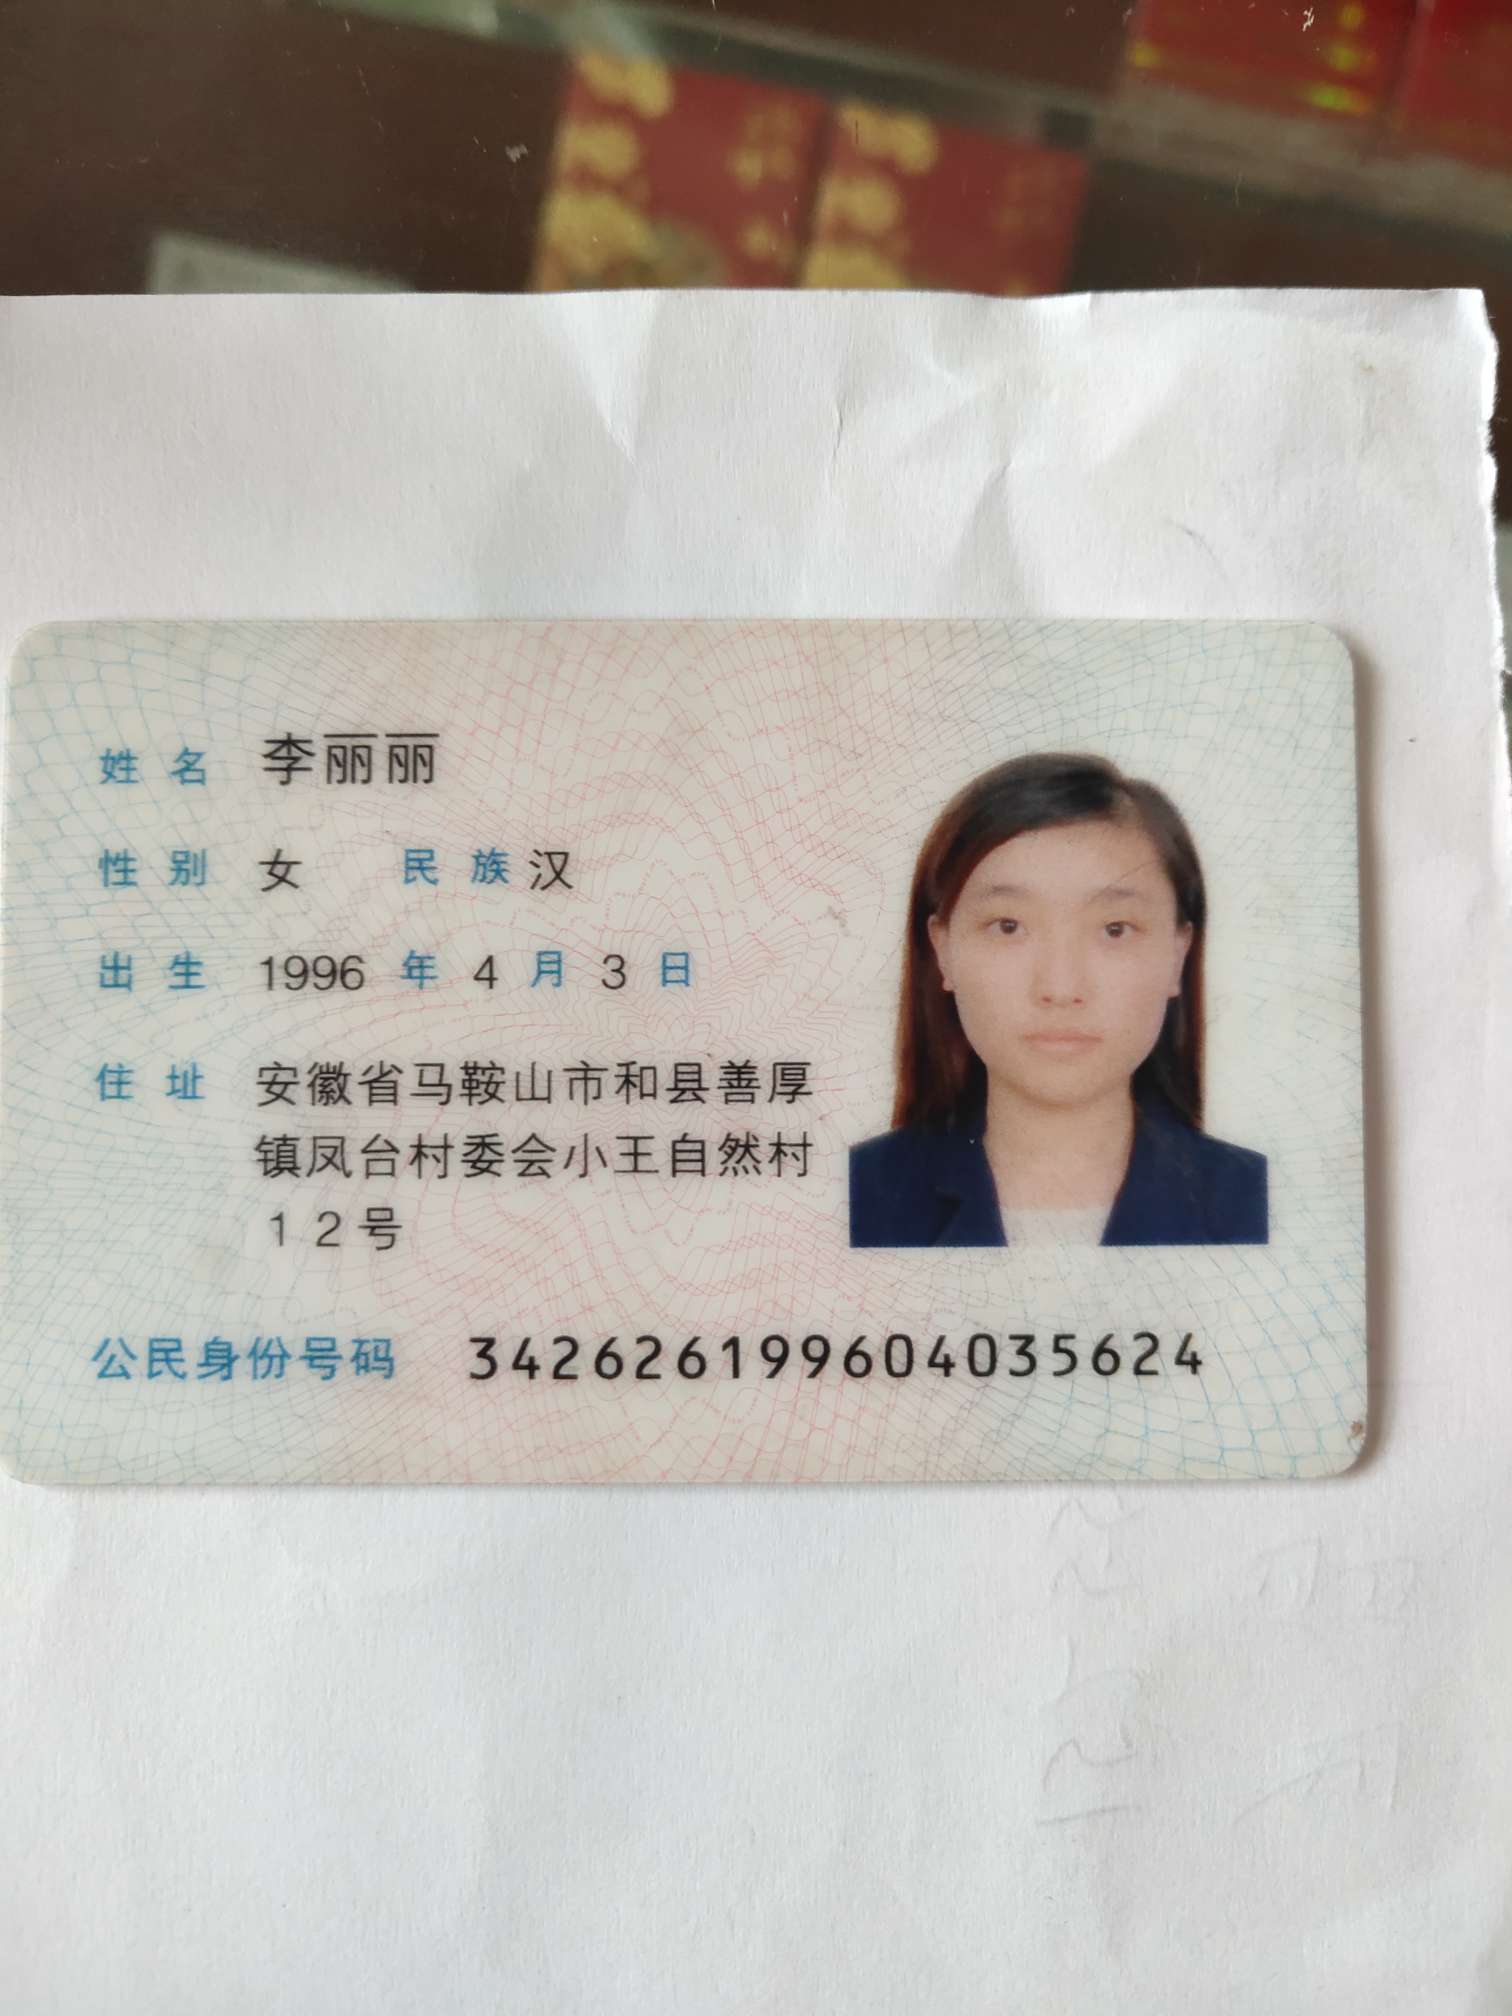 姓名 李丽丽
性别 女 民族 汉
出生 1996 年 4 月 3 日
住址 安徽省马鞍山市和县善厚
镇凤台村委会小王自然村
12号
公民身份号码 342626199604035624